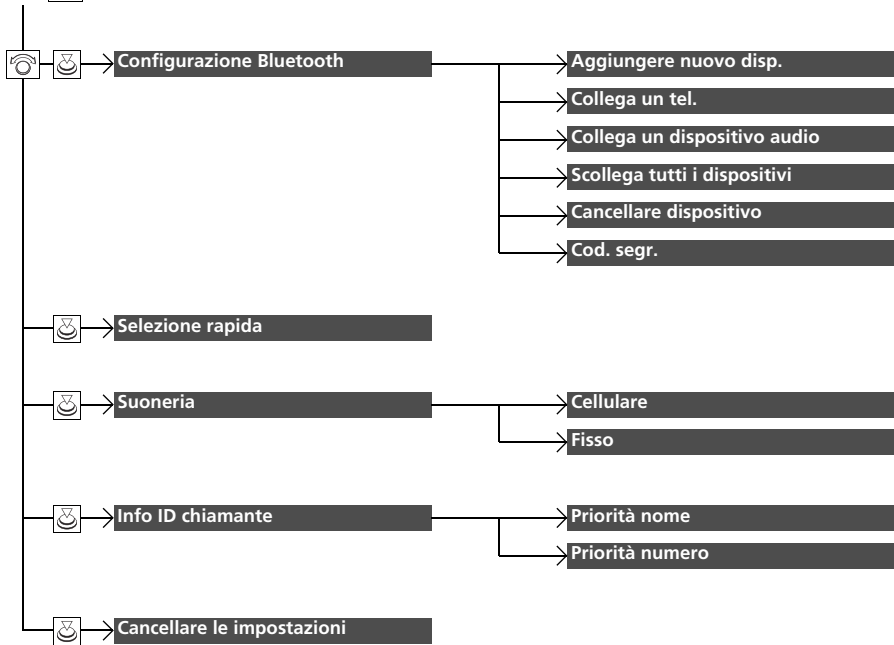 Configurazione Bluetooth
Aggiungere nuovo disp.
Collega un tel.
Collega un dispositivo audio
Scollega tutti i dispositivi
Cancellare dispositivo
Cod. segr.
Selezione rapida
Suoneria
Cellulare
Fisso
Info ID chiamante
Priorità nome
Priorità numero
Cancellare le impostazioni